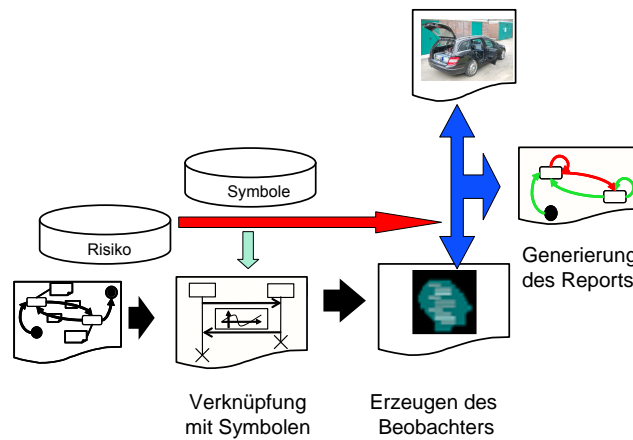 Symbole
Risiko
Generierung
des Reports
Verknüpfung
mit Symbolen
Erzeugen des
Beobachters